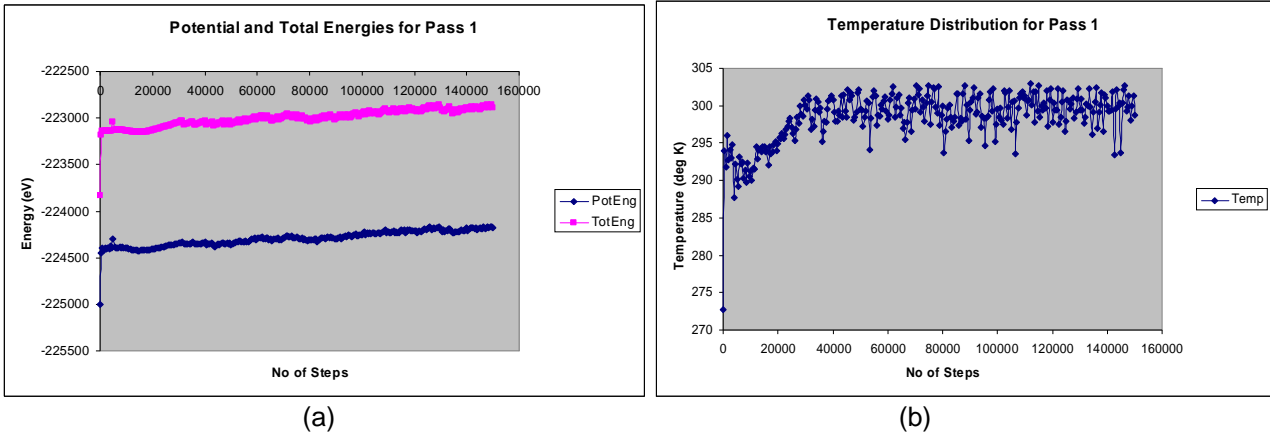 Potential and Total Energies for Pass 1
-222500
0 20000 40000 60000 80000 100000 120000 140000 160000
-223000
-223500
-224000
-224500
-225000
-225500
Energy (eV)
No of Steps
PotEng
TotEng
(a)
Temperature Distribution for Pass 1
305
300
295
290
285
280
275
270
Temperature (deg K)
0 20000 40000 60000 80000 100000 120000 140000 160000
No of Steps
Temp
(b)